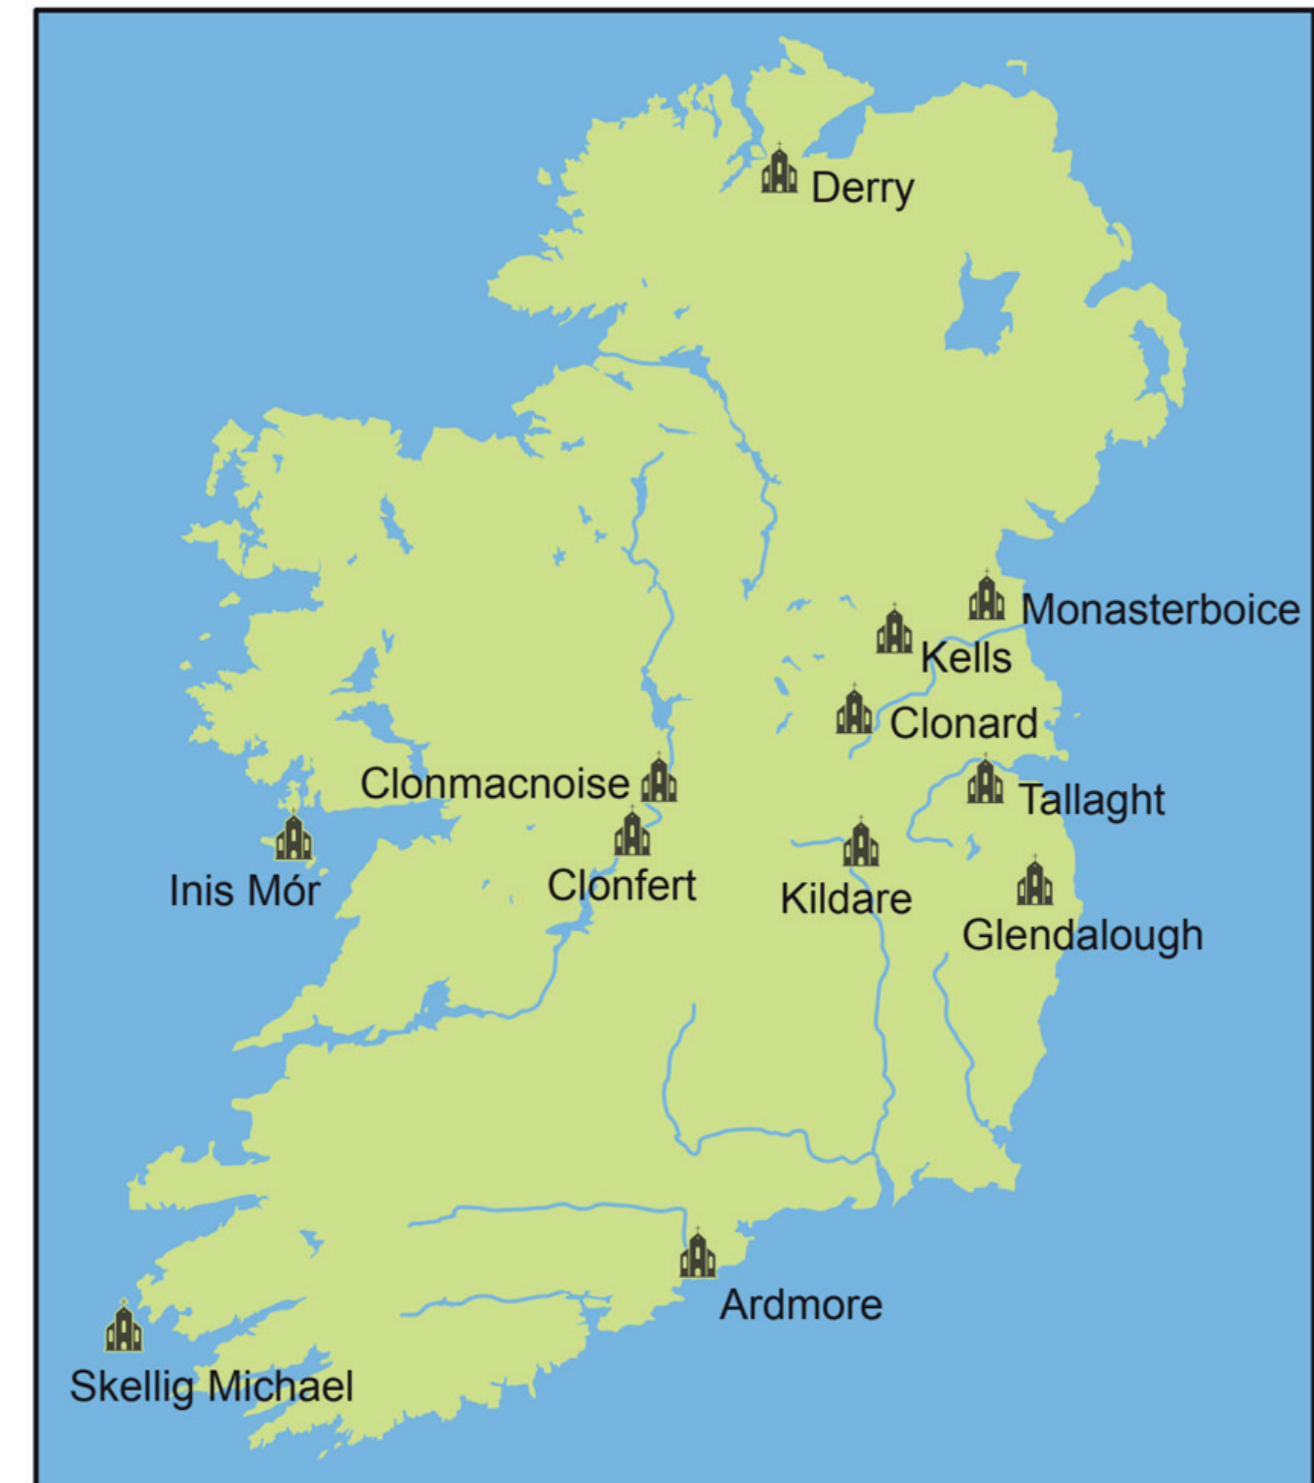 Derry
Monasterboice
Kells
Clonard
Clonmacnoise
Tallaght
Inis Mór
Clonfert
Kildare
Glendalough
Ardmore
Skellig Michael